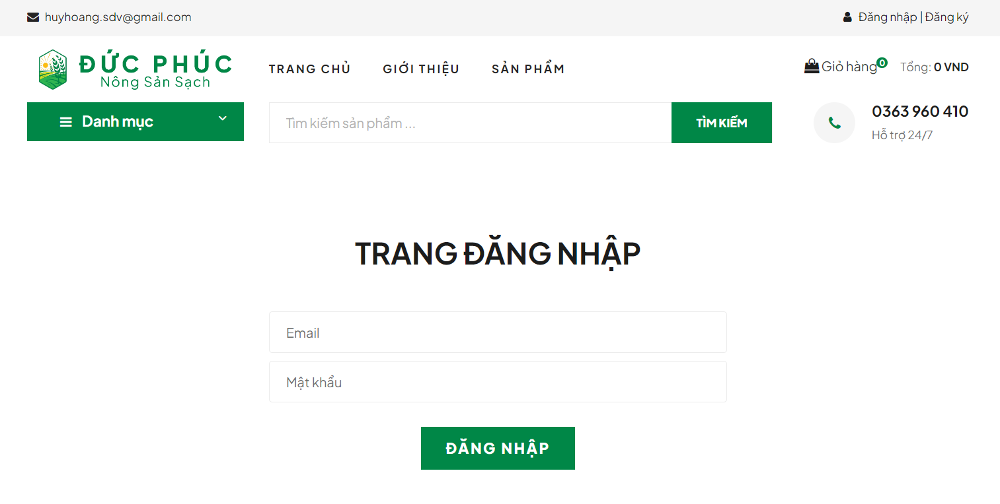 huyhoang.sdv@gmail.com
Đăng nhập | Đăng ký
ĐỨC PHÚC
Nông Sản Sạch
TRANG CHỦ
GIỚI THIỆU
SẢN PHẨM
Giỏ hàng 0
Tổng: 0 VND
Danh mục
Tìm kiếm sản phẩm ...
TÌM KIẾM
0363 960 410
Hỗ trợ 24/7
TRANG ĐĂNG NHẬP
Email
Mật khẩu
ĐĂNG NHẬP